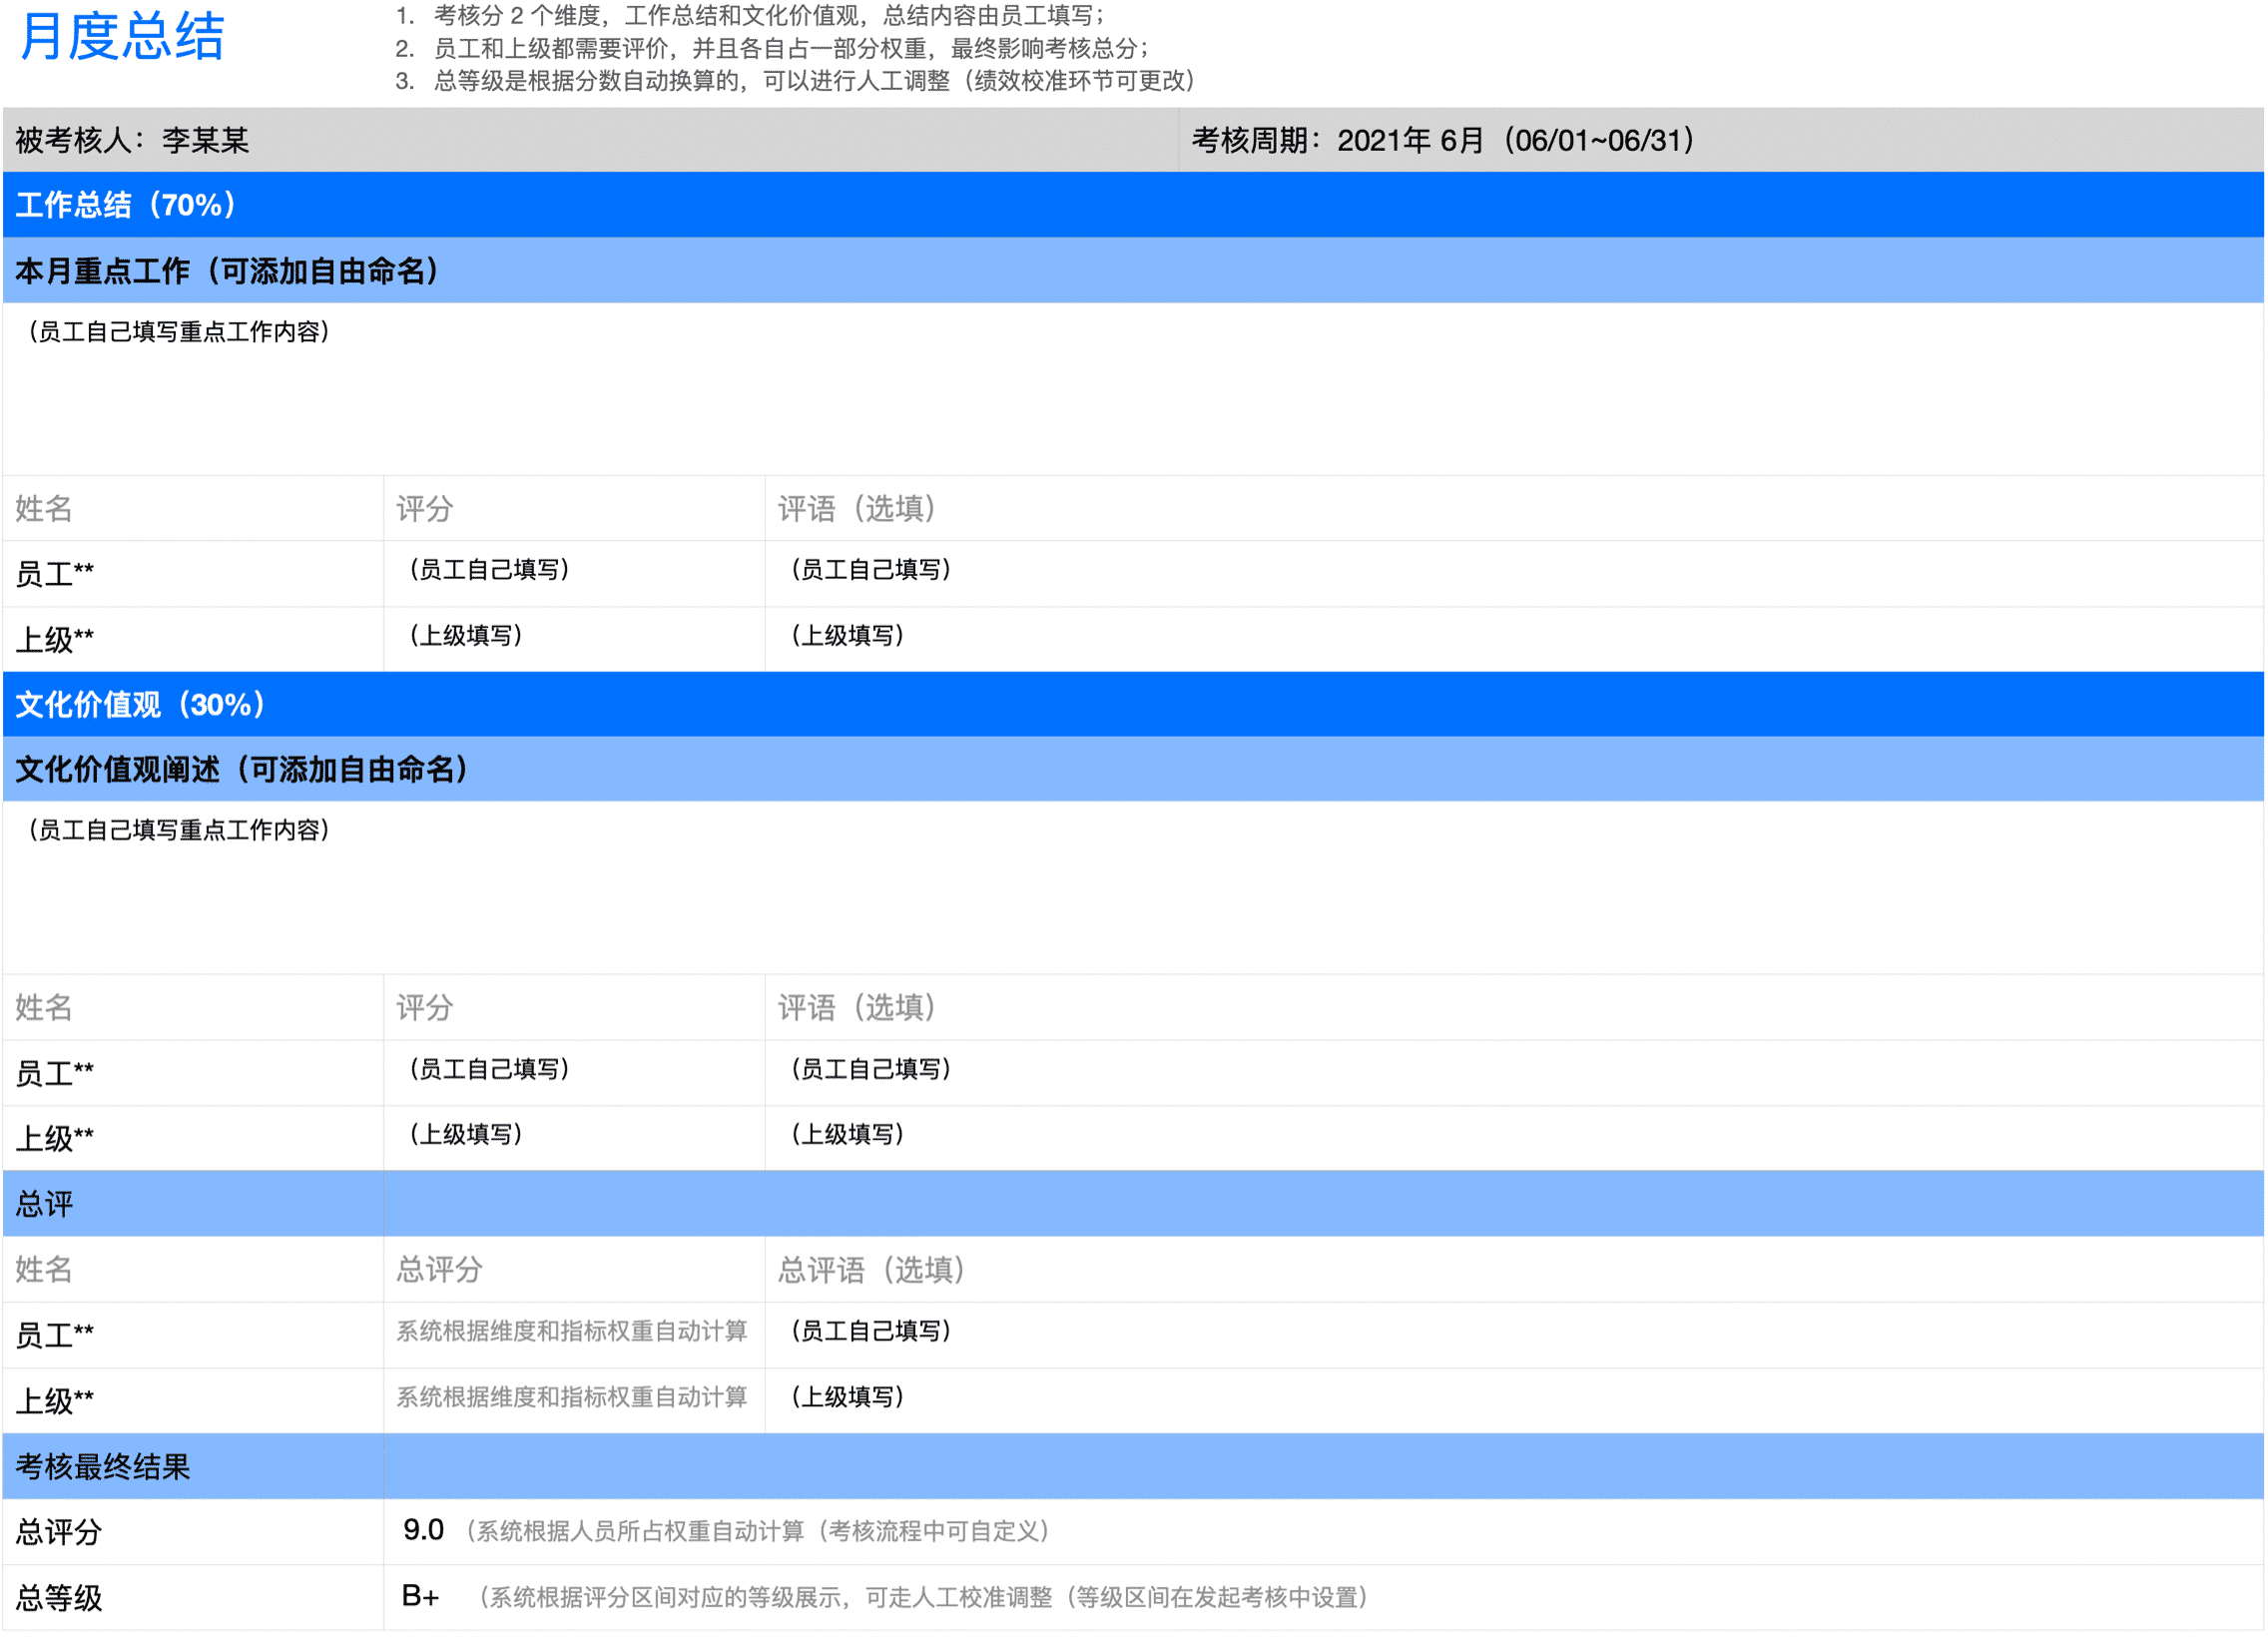 月度总结
1. 考核分 2 个维度，工作总结和文化价值观，总结内容由员工填写；
2. 员工和上级都需要评价，并且各自占一部分权重，最终影响考核总分；
3. 总等级是根据分数自动换算的，可以进行人工调整（绩效校准环节可更改）
被考核人：李某某 考核周期：2021年 6月（06/01~06/31）
工作总结（70%）
本月重点工作（可添加自由命名）
（员工自己填写重点工作内容）
姓名 评分 评语（选填）
员工** （员工自己填写） （员工自己填写）
上级** （上级填写） （上级填写）
文化价值观（30%）
文化价值观阐述（可添加自由命名）
（员工自己填写重点工作内容）
姓名 评分 评语（选填）
员工** （员工自己填写） （员工自己填写）
上级** （上级填写） （上级填写）
总评
姓名 总评分 总评语（选填）
员工** 系统根据维度和指标权重自动计算 （员工自己填写）
上级** 系统根据维度和指标权重自动计算 （上级填写）
考核最终结果
总评分 9.0 （系统根据人员所占权重自动计算（考核流程中可自定义）
总等级 B+ （系统根据评分区间对应的等级展示，可走人工校准调整（等级区间在发起考核中设置）